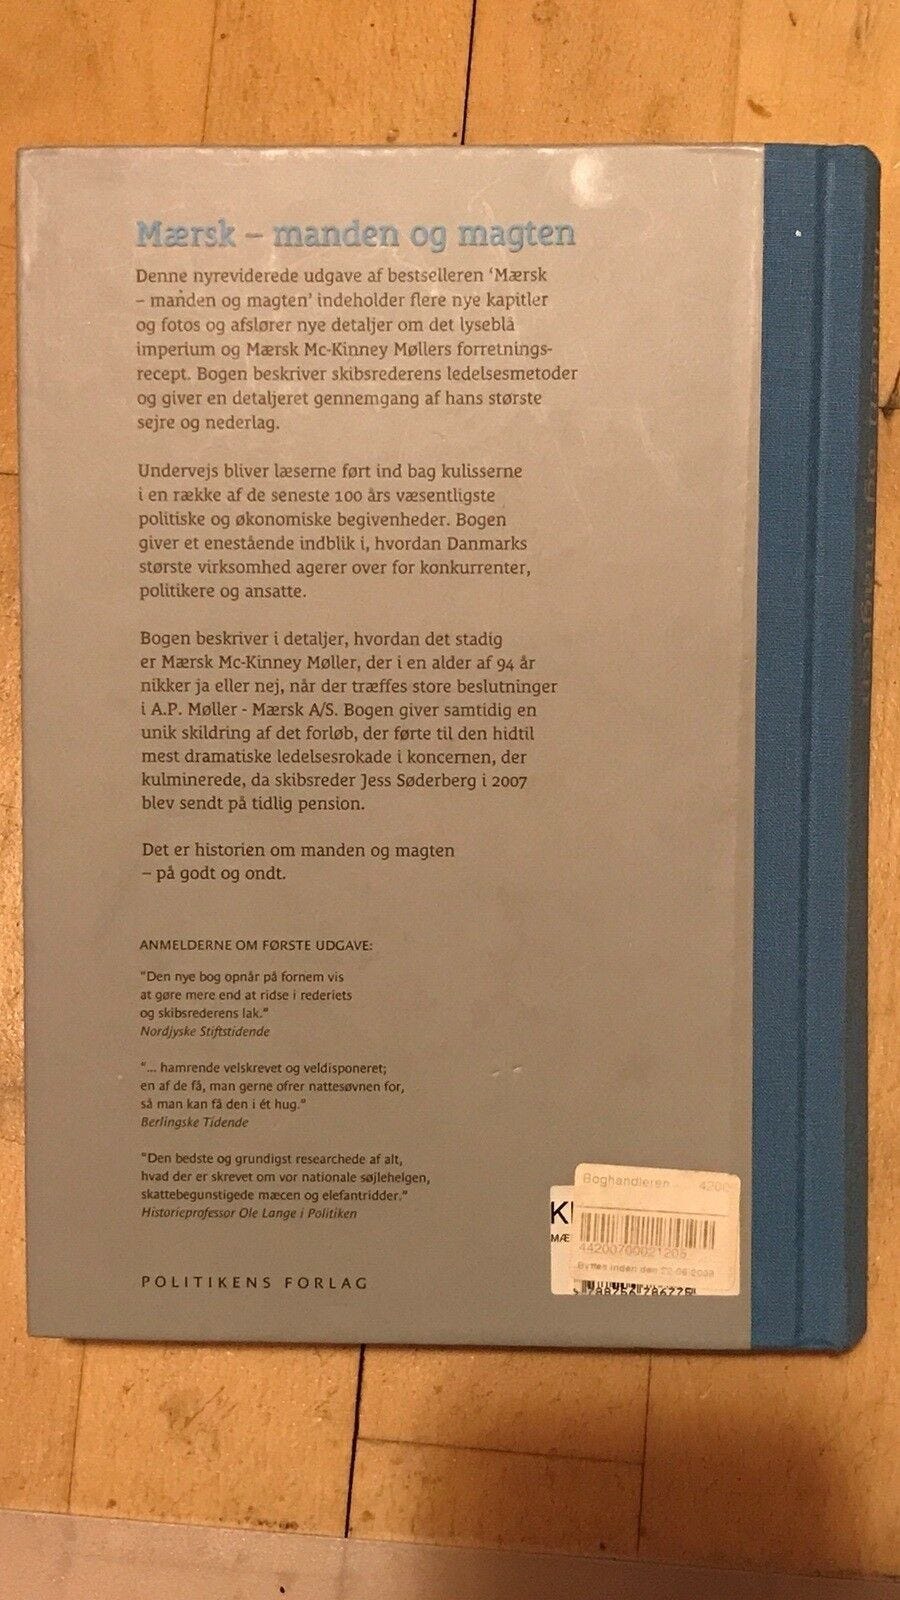 Mærsk – manden og magten
Denne nyreviderede udgave af bestselleren ‘Mærsk
– manden og magten’ indeholder flere nye kapitler
og fotos og afslører nye detaljer om det lyseblå
imperium og Mærsk Mc-Kinney Møllers forretnings-
recept. Bogen beskriver skibsrederens ledelsesmetoder
og giver en detaljeret gennemgang af hans største
sejre og nederlag.
Undervejs bliver læserne ført ind bag kulisserne
i en række af de seneste 100 års væsentligste
politiske og økonomiske begivenheder. Bogen
giver et enestående indblik i, hvordan Danmarks
største virksomhed agerer over for konkurrenter,
politikere og ansatte.
Bogen beskriver i detaljer, hvordan det stadig
er Mærsk Mc-Kinney Møller, der i en alder af 94 år
nikker ja eller nej, når der træffes store beslutninger
i A.P. Møller - Mærsk A/S. Bogen giver samtidig en
unik skildring af det forløb, der førte til den hidtil
mest dramatiske ledelsesrokade i koncernen, der
kulminerede, da skibsreder Jess Søderberg i 2007
blev sendt på tidlig pension.
Det er historien om manden og magten
– på godt og ondt.
ANMELDERNE OM FØRSTE UDGAVE:
"Den nye bog opnår på fornem vis
at gøre mere end at ridse i rederiets
og skibsrederens lak."
Nordjyske Stiftstidende
"... hamrende velskrevet og veldisponeret;
en af de få, man gerne ofrer nattesøvnen for,
så man kan få den i ét hug."
Berlingske Tidende
"Den bedste og grundigst researchede af alt,
hvad der er skrevet om vor nationale søjlehelgen,
skattebegunstigede mæcen og elefantridder."
Historieprofessor Ole Lange i Politiken
POLITIKENS FORLAG
Boghandleren 4200
MÆ
44200700021206
Byttes inden den
9 788756 786775